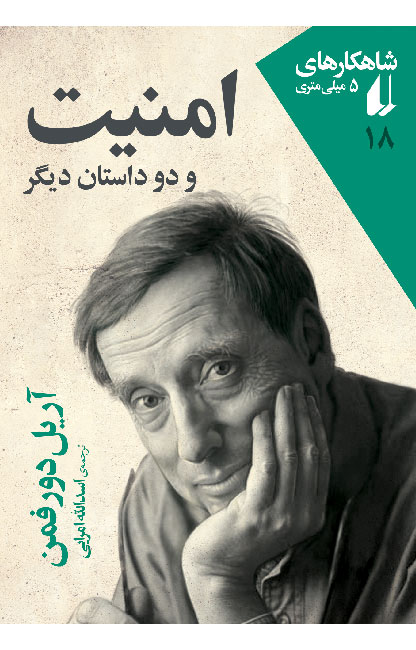 شاهکارهای
۵ میلی‌متری
۱۸
امنیت
و دو داستان دیگر
آریل دورفمن
ترجمه‌ی اسدالله امرایی